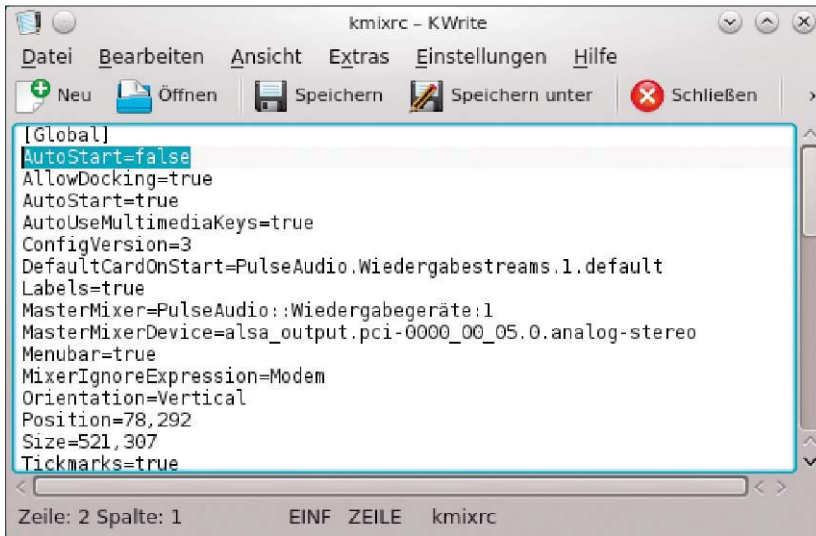 kmixrc – KWrite
Datei Bearbeiten Ansicht Extras Einstellungen Hilfe
Neu Öffnen Speichern Speichern unter Schließen
[Global]
AutoStart=false
AllowDocking=true
AutoStart=true
AutoUseMultimediaKeys=true
ConfigVersion=3
DefaultCardOnStart=PulseAudio.Wiedergabestreams.1.default
Labels=true
MasterMixer=PulseAudio::Wiedergabegeräte:1
MasterMixerDevice=alsa_output.pci-0000_00_05.0.analog-stereo
Menubar=true
MixerIgnoreExpression=Modem
Orientation=Vertical
Position=78,292
Size=521,307
Tickmarks=true
Zeile: 2 Spalte: 1 EINF ZEILE kmixrc